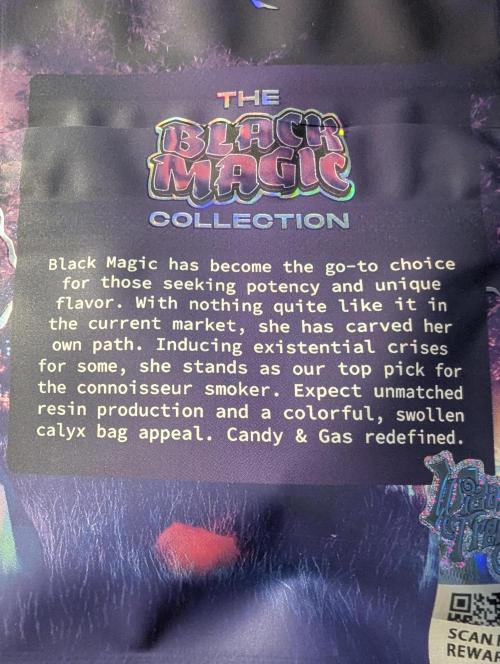 THE
BLACK
MAGIC
COLLECTION
Black Magic has become the go-to choice
for those seeking potency and unique
flavor. With nothing quite like it in
the current market, she has carved her
own path. Inducing existential crises
for some, she stands as our top pick for
the connoisseur smoker. Expect unmatched
resin production and a colorful, swollen
calyx bag appeal. Candy & Gas redefined.
SCAN